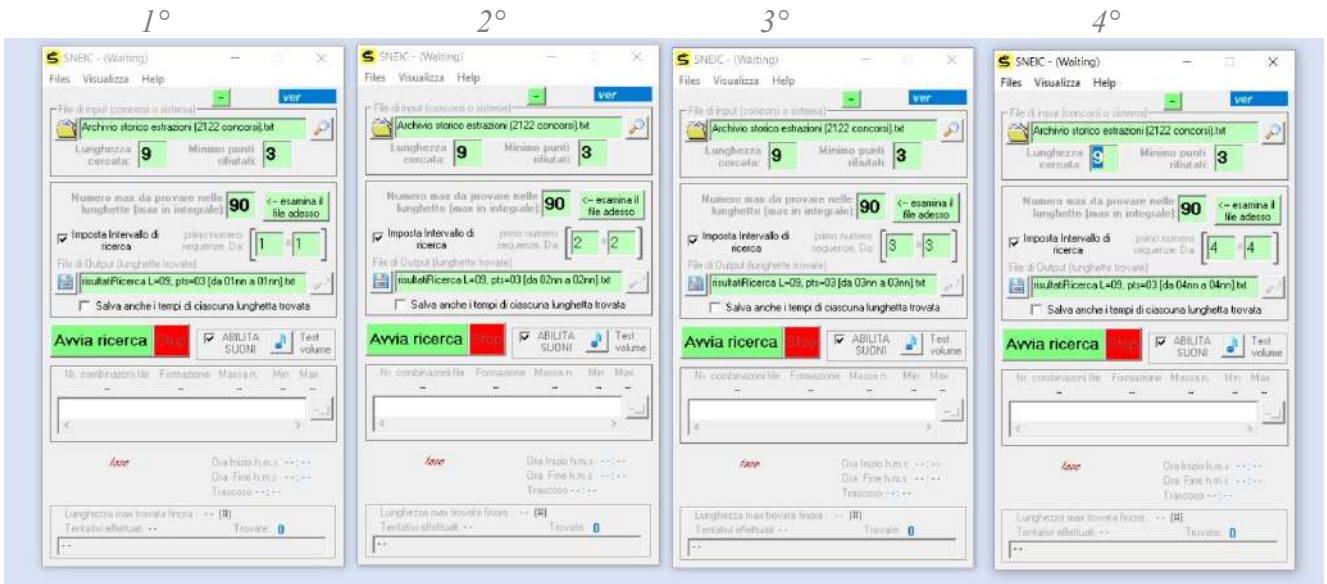 1° 2° 3° 4°
SNEIC - (Waiting)
Files Visualizza Help
- ver
File di input (concorsi o sistema)
Archivio storico estrazioni [2122 concorsi].txt
Lunghezza cercata: 9 Minimo punti rifiutati: 3
Numero max da provare nelle lunghette (max in integrale): 90 <-- esamina il file adesso
Imposta Intervallo di ricerca primo numero sequenze. Da: 1 a 1
File di Output (lunghette trovate)
risultatiRicerca L=09, pts=03 [da 01nn a 01nn].txt
Salva anche i tempi di ciascuna lunghetta trovata
Avvia ricerca Stop ABILITA SUONI Test volume
Nr. combinazoni file Formazione Massa n. Min Max
-- -- -- --
fase Ora Inizio h.m.s --:--
Ora Fine h.m.s --:--
Trascorso --:--
Lunghezza max trovata finora : -- (#)
Tentativi effettuati -- Trovate: 0
--
SNEIC - (Waiting)
Files Visualizza Help
- ver
File di input (concorsi o sistema)
Archivio storico estrazioni [2122 concorsi].txt
Lunghezza cercata: 9 Minimo punti rifiutati: 3
Numero max da provare nelle lunghette (max in integrale): 90 <-- esamina il file adesso
Imposta Intervallo di ricerca primo numero sequenze. Da: 2 a 2
File di Output (lunghette trovate)
risultatiRicerca L=09, pts=03 [da 02nn a 02nn].txt
Salva anche i tempi di ciascuna lunghetta trovata
Avvia ricerca Stop ABILITA SUONI Test volume
Nr. combinazoni file Formazione Massa n. Min Max
-- -- -- --
fase Ora Inizio h.m.s --:--
Ora Fine h.m.s --:--
Trascorso --:--
Lunghezza max trovata finora : -- (#)
Tentativi effettuati -- Trovate: 0
--
SNEIC - (Waiting)
Files Visualizza Help
- ver
File di input (concorsi o sistema)
Archivio storico estrazioni [2122 concorsi].txt
Lunghezza cercata: 9 Minimo punti rifiutati: 3
Numero max da provare nelle lunghette (max in integrale): 90 <-- esamina il file adesso
Imposta Intervallo di ricerca primo numero sequenze. Da: 3 a 3
File di Output (lunghette trovate)
risultatiRicerca L=09, pts=03 [da 03nn a 03nn].txt
Salva anche i tempi di ciascuna lunghetta trovata
Avvia ricerca Stop ABILITA SUONI Test volume
Nr. combinazoni file Formazione Massa n. Min Max
-- -- -- --
fase Ora Inizio h.m.s --:--
Ora Fine h.m.s --:--
Trascorso --:--
Lunghezza max trovata finora : -- (#)
Tentativi effettuati -- Trovate: 0
--
SNEIC - (Waiting)
Files Visualizza Help
- ver
File di input (concorsi o sistema)
Archivio storico estrazioni [2122 concorsi].txt
Lunghezza cercata: 9 Minimo punti rifiutati: 3
Numero max da provare nelle lunghette (max in integrale): 90 <-- esamina il file adesso
Imposta Intervallo di ricerca primo numero sequenze. Da: 4 a 4
File di Output (lunghette trovate)
risultatiRicerca L=09, pts=03 [da 04nn a 04nn].txt
Salva anche i tempi di ciascuna lunghetta trovata
Avvia ricerca Stop ABILITA SUONI Test volume
Nr. combinazoni file Formazione Massa n. Min Max
-- -- -- --
fase Ora Inizio h.m.s --:--
Ora Fine h.m.s --:--
Trascorso --:--
Lunghezza max trovata finora : -- (#)
Tentativi effettuati -- Trovate: 0
--